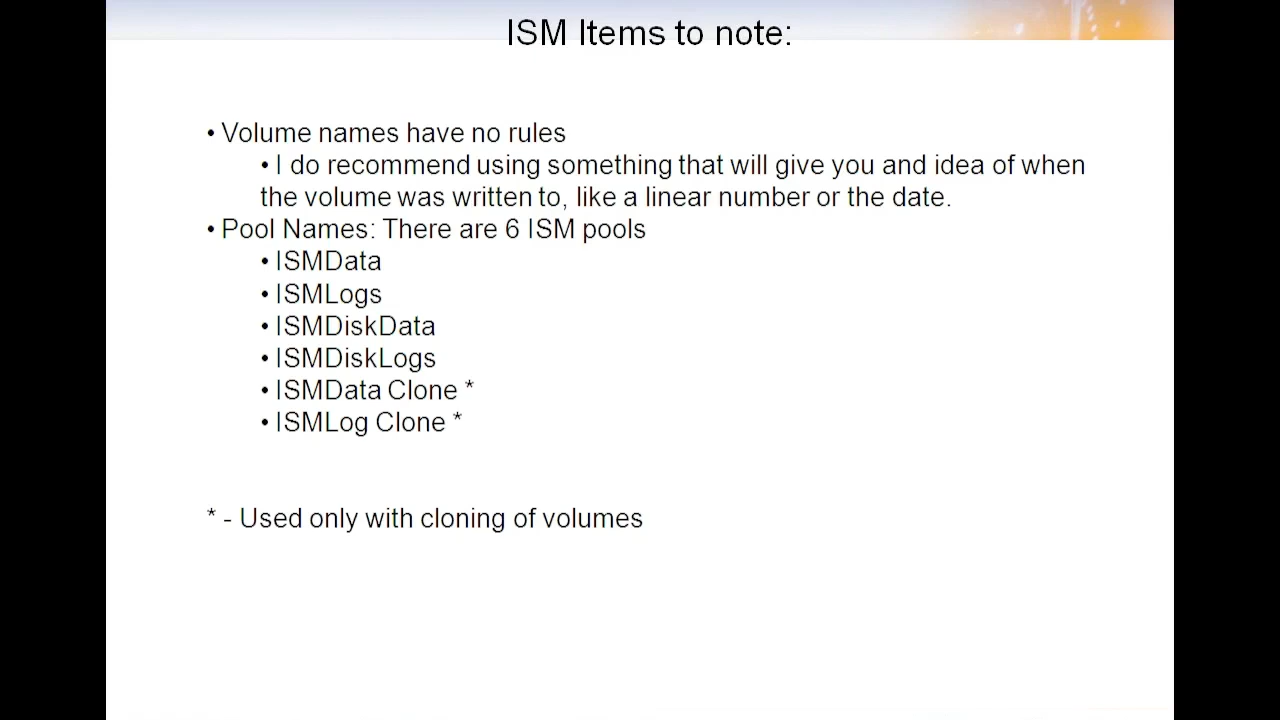 ISM Items to note:
• Volume names have no rules
• I do recommend using something that will give you and idea of when
the volume was written to, like a linear number or the date.
• Pool Names: There are 6 ISM pools
• ISMData
• ISMLogs
• ISMDiskData
• ISMDiskLogs
• ISMData Clone *
• ISMLog Clone *
* - Used only with cloning of volumes